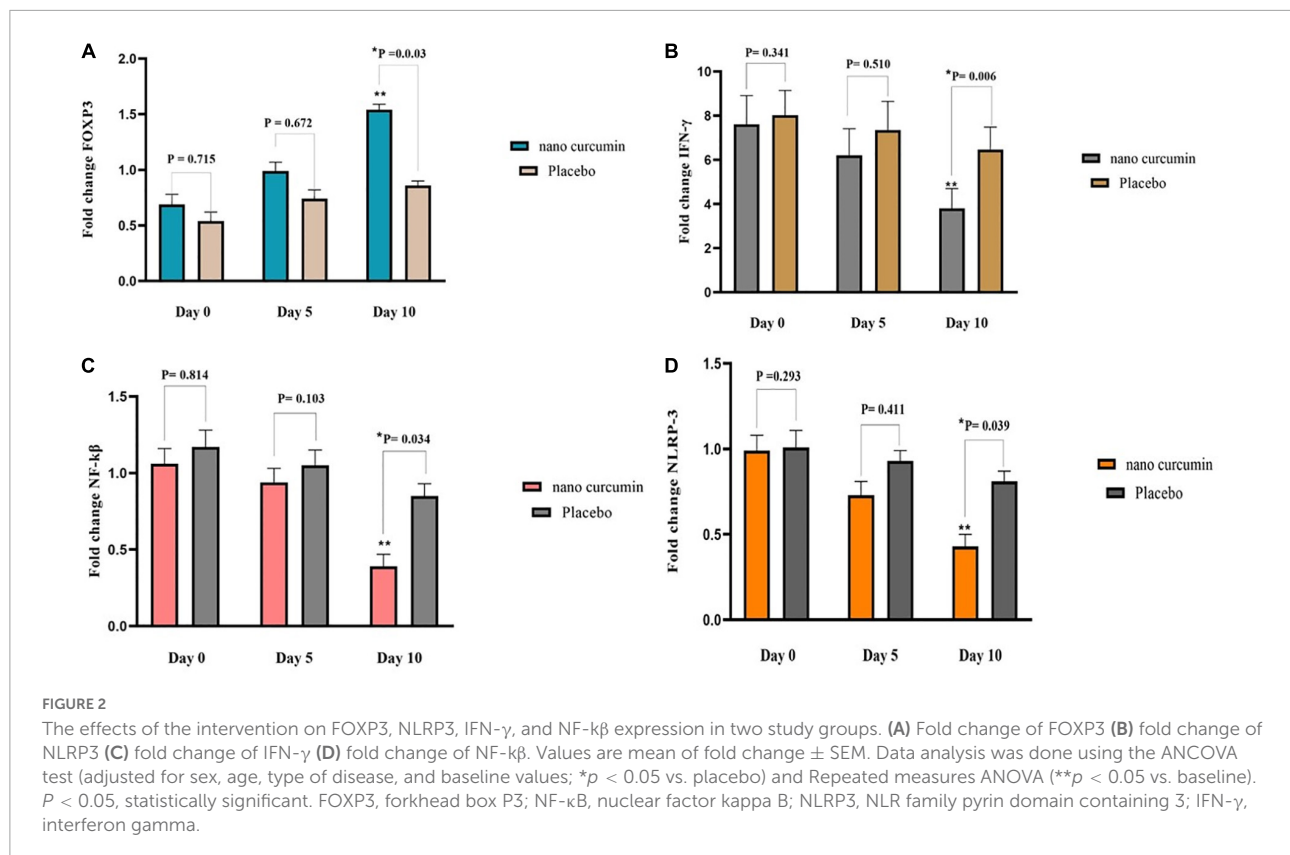 A
*P =0.0.03
2.0
**
1.5
P = 0.672
P = 0.715
1.0
0.5
0.0
Fold change FOXP3
Day 0 Day 5 Day 10
nano curcumin
Placebo
B
P= 0.341
P= 0.510
*P= 0.006
10
8
6
4
2
0
**
Fold change IFN-γ
Day 0 Day 5 Day 10
nano curcumin
Placebo
C
P= 0.814
P= 0.103
*P= 0.034
1.5
1.0
0.5
0.0
**
Fold change NF-kβ
Day 0 Day 5 Day 10
nano curcumin
Placebo
D
P =0.293
P= 0.411
*P= 0.039
1.5
1.0
0.5
0.0
**
Fold change NLRP-3
Day 0 Day 5 Day 10
nano curcumin
Placebo
FIGURE 2
The effects of the intervention on FOXP3, NLRP3, IFN-γ, and NF-kβ expression in two study groups. (A) Fold change of FOXP3 (B) fold change of
NLRP3 (C) fold change of IFN-γ (D) fold change of NF-kβ. Values are mean of fold change ± SEM. Data analysis was done using the ANCOVA
test (adjusted for sex, age, type of disease, and baseline values; *p < 0.05 vs. placebo) and Repeated measures ANOVA (**p < 0.05 vs. baseline).
P < 0.05, statistically significant. FOXP3, forkhead box P3; NF-κB, nuclear factor kappa B; NLRP3, NLR family pyrin domain containing 3; IFN-γ,
interferon gamma.